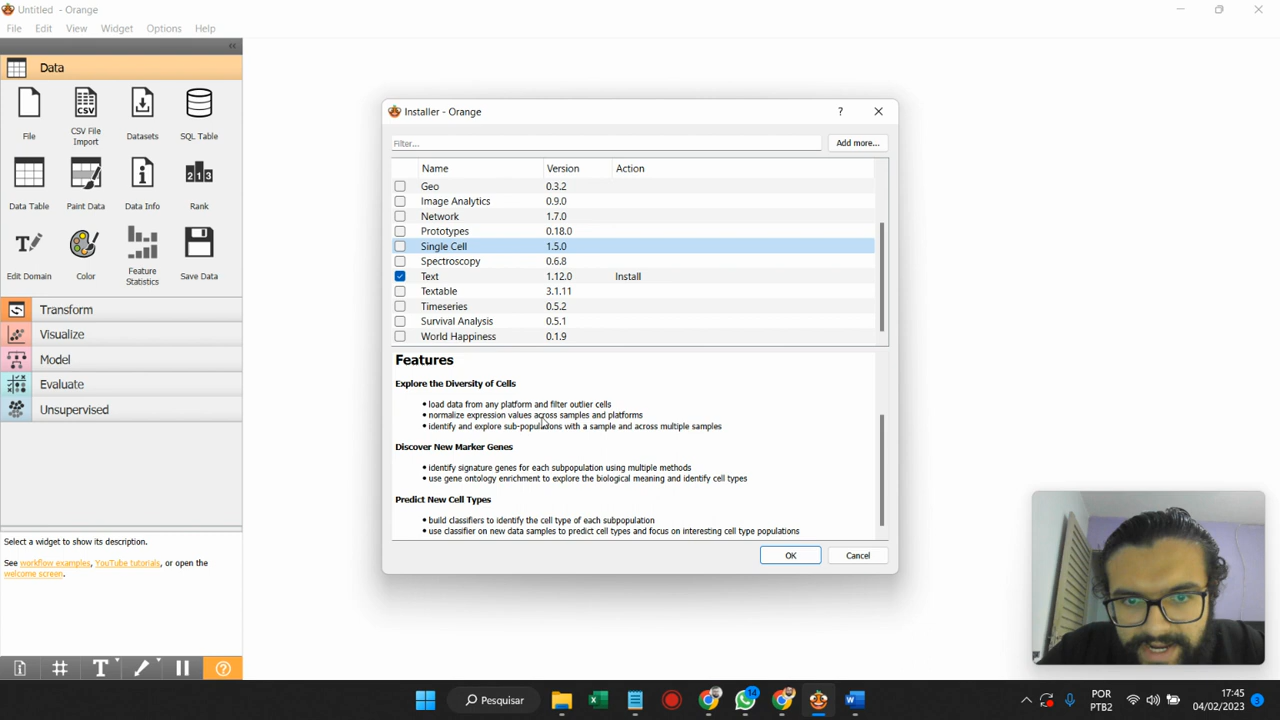 Untitled - Orange
File Edit View Widget Options Help
Data
File
CSV File Import
Datasets
SQL Table
Data Table
Paint Data
Data Info
Rank
Edit Domain
Color
Feature Statistics
Save Data
Transform
Visualize
Model
Evaluate
Unsupervised
Select a widget to show its description.
See workflow examples, YouTube tutorials, or open the
welcome screen.
Installer - Orange
Filter...
Add more...
Name Version Action
Geo 0.3.2
Image Analytics 0.9.0
Network 1.7.0
Prototypes 0.18.0
Single Cell 1.5.0
Spectroscopy 0.6.8
Text 1.12.0 Install
Textable 3.1.11
Timeseries 0.5.2
Survival Analysis 0.5.1
World Happiness 0.1.9
Features
Explore the Diversity of Cells
• load data from any platform and filter outlier cells
• normalize expression values across samples and platforms
• identify and explore sub-populations with a sample and across multiple samples
Discover New Marker Genes
• identify signature genes for each subpopulation using multiple methods
• use gene ontology enrichment to explore the biological meaning and identify cell types
Predict New Cell Types
• build classifiers to identify the cell type of each subpopulation
• use classifier on new data samples to predict cell types and focus on interesting cell type populations
OK
Cancel
Pesquisar
14
POR
PTB2
17:45
04/02/2023
3